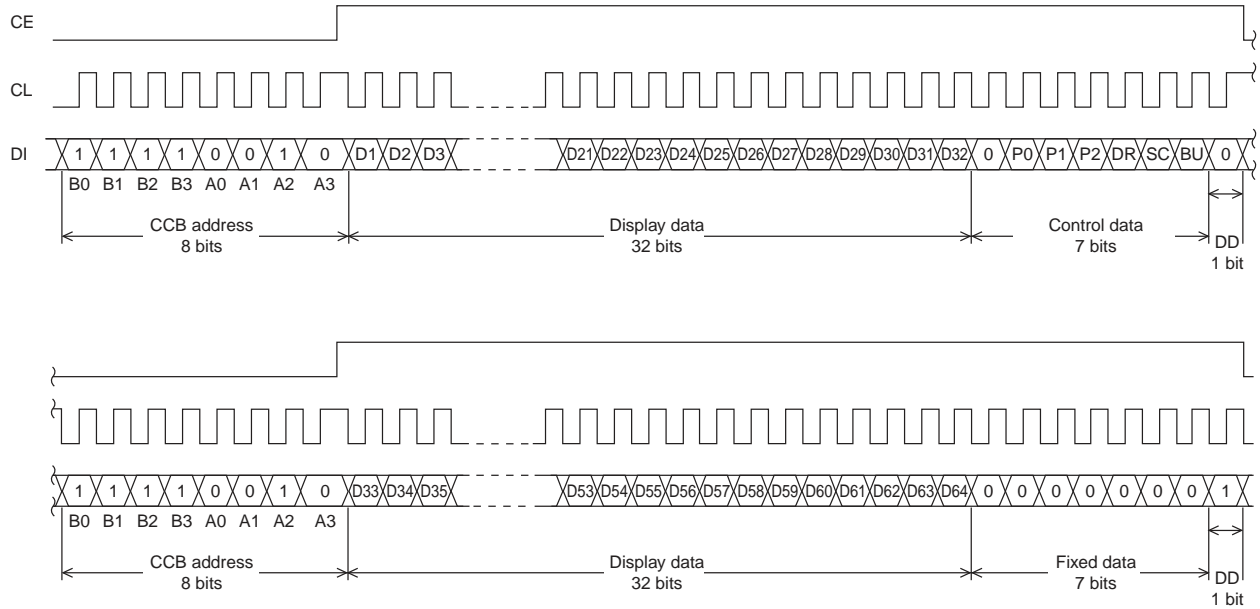 CE
CL
DI 1 1 1 1 0 0 1 0 D1 D2 D3 D21 D22 D23 D24 D25 D26 D27 D28 D29 D30 D31 D32 0 P0 P1 P2 DR SC BU 0
B0 B1 B2 B3 A0 A1 A2 A3
CCB address Display data Control data DD
8 bits 32 bits 7 bits 1 bit
1 1 1 1 0 0 1 0 D33 D34 D35 D53 D54 D55 D56 D57 D58 D59 D60 D61 D62 D63 D64 0 0 0 0 0 0 0 1
B0 B1 B2 B3 A0 A1 A2 A3
CCB address Display data Fixed data DD
8 bits 32 bits 7 bits 1 bit